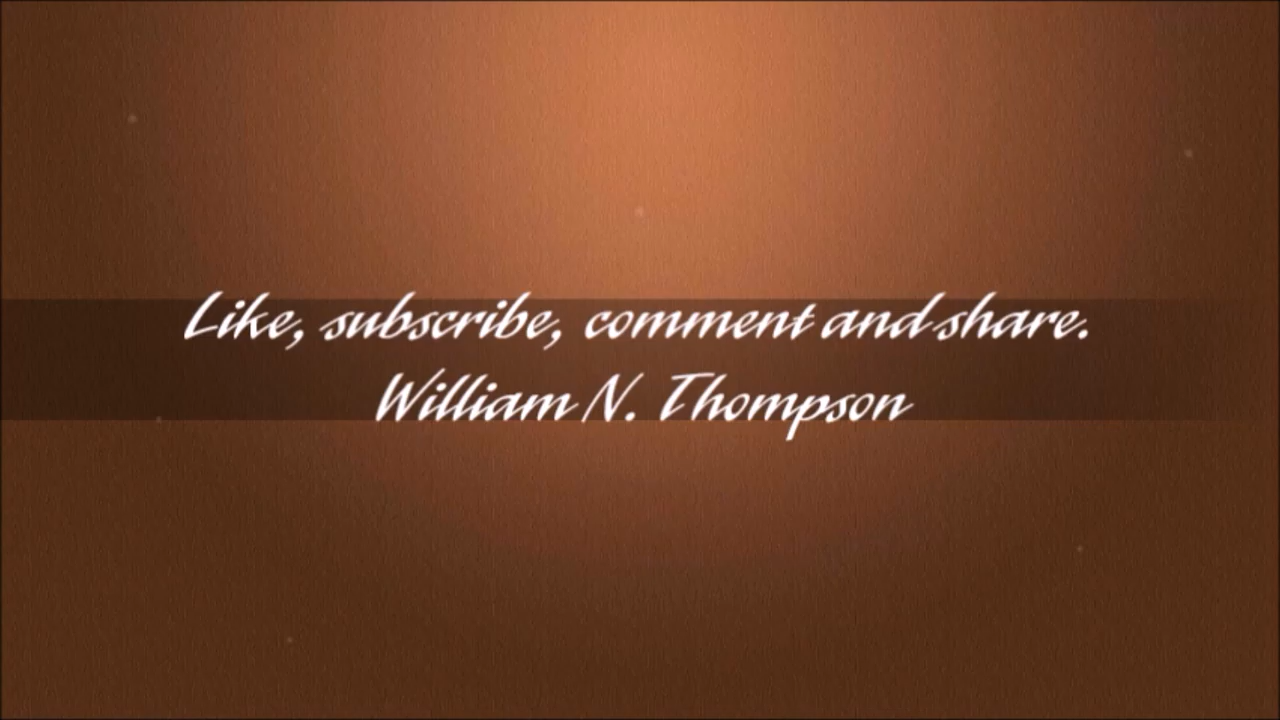 Like, subscribe, comment and share.
William N. Thompson